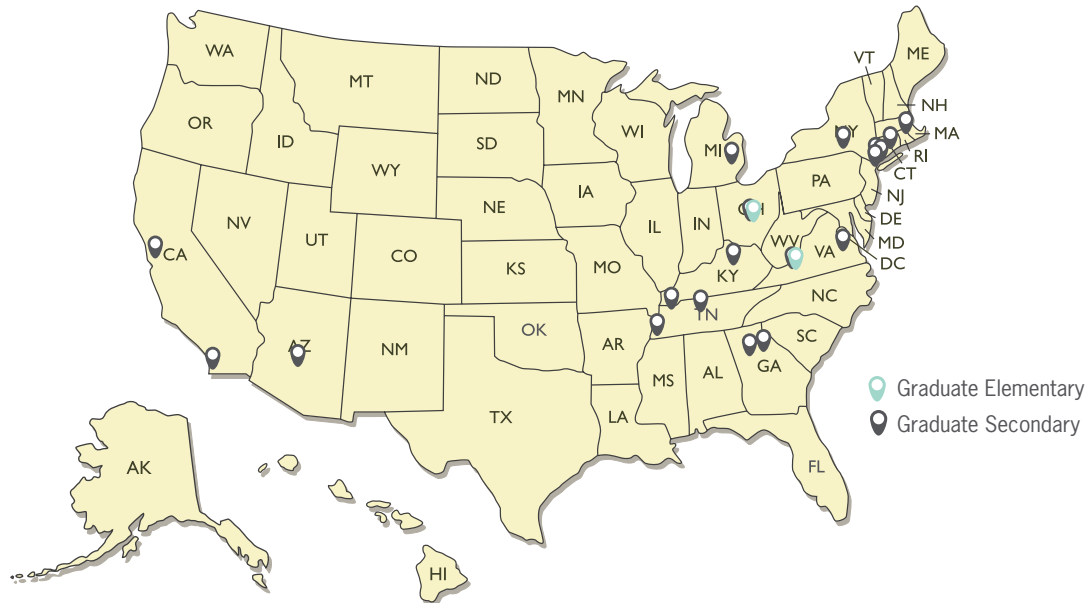 WA
OR
CA
NV
ID
MT
WY
UT
AZ
CO
NM
ND
SD
NE
KS
OK
TX
MN
IA
MO
AR
LA
WI
IL
MI
IN
OH
KY
TN
MS
AL
GA
FL
SC
NC
VA
WV
PA
NY
VT
ME
NH
MA
RI
CT
NJ
DE
MD
DC
AK
HI
Graduate Elementary
Graduate Secondary